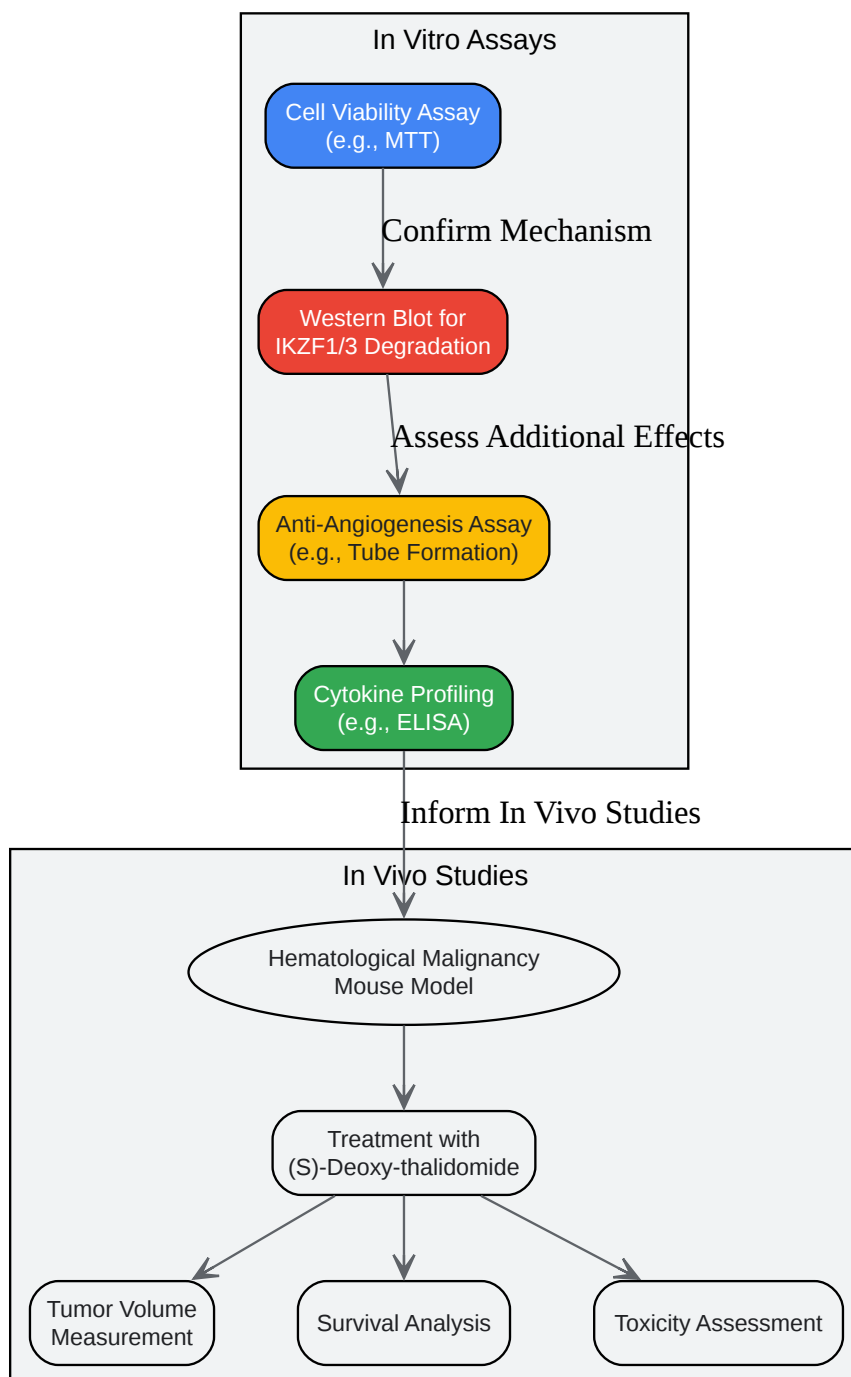 In Vitro Assays
Cell Viability Assay
(e.g., MTT)
Confirm Mechanism
Western Blot for
IKZF1/3 Degradation
Assess Additional Effects
Anti-Angiogenesis Assay
(e.g., Tube Formation)
Cytokine Profiling
(e.g., ELISA)
Inform In Vivo Studies
In Vivo Studies
Hematological Malignancy
Mouse Model
Treatment with
(S)-Deoxy-thalidomide
Tumor Volume
Measurement
Survival Analysis
Toxicity Assessment